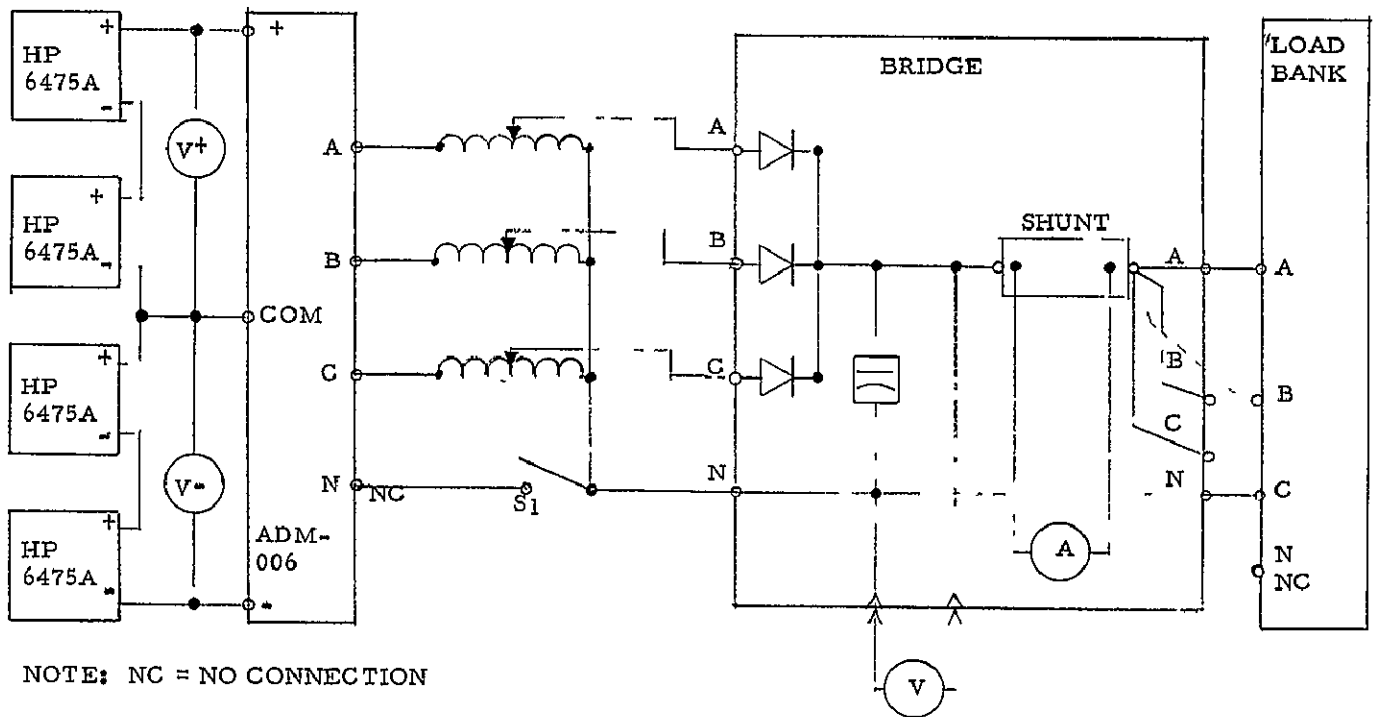 +
HP
6475A
-
+
HP
6475A
-
+
HP
6475A
-
+
HP
6475A
-
V+
V-
+
A
B
COM
C
N
NC
ADM-
006
-
S1
BRIDGE
A
B
C
N
SHUNT
A
B
C
N
A
V
LOAD
BANK
A
B
C
N
NC
NOTE: NC = NO CONNECTION